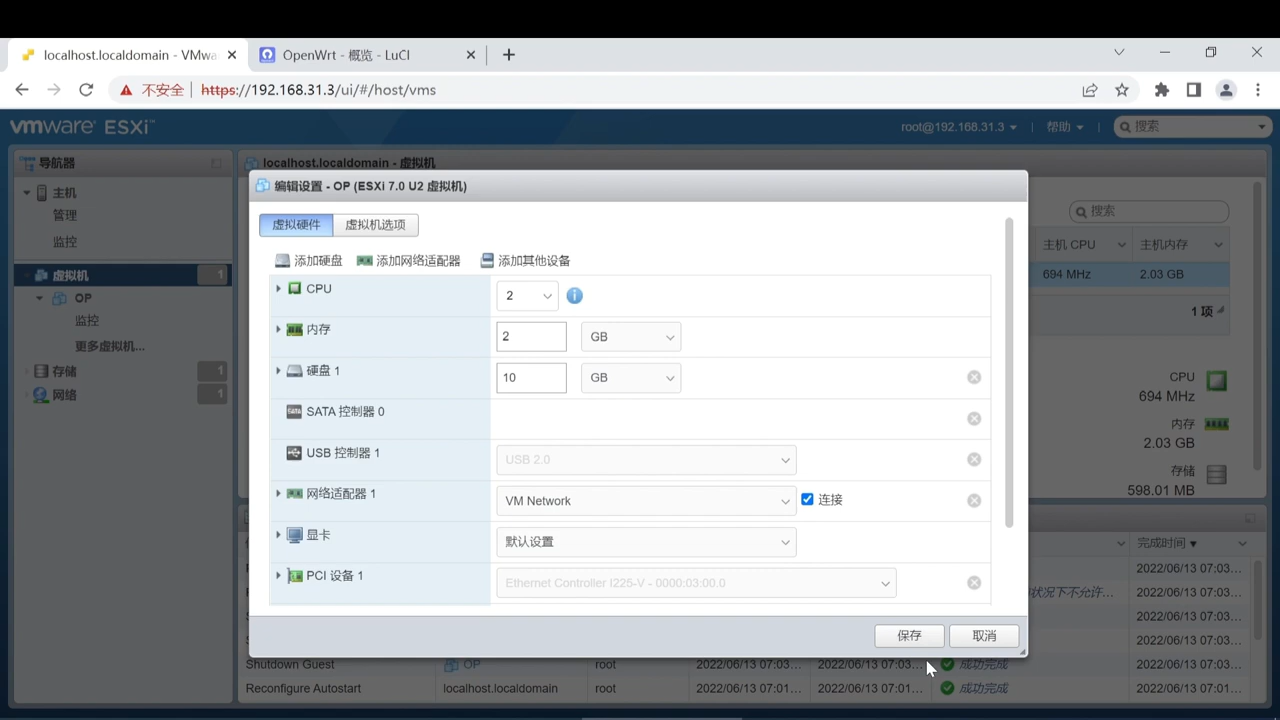 localhost.localdomain - VMwa
OpenWrt - 概览 - LuCI
不安全
https://192.168.31.3/ui/#/host/vms
vmware ESXi™
root@192.168.31.3
帮助
搜索
导航器
localhost.localdomain - 虚拟机
主机
管理
监控
虚拟机
1
OP
监控
更多虚拟机...
存储
1
网络
1
编辑设置 - OP (ESXi 7.0 U2 虚拟机)
虚拟硬件
虚拟机选项
添加硬盘
添加网络适配器
添加其他设备
CPU
2
内存
2
GB
硬盘 1
10
GB
SATA 控制器 0
USB 控制器 1
USB 2.0
网络适配器 1
VM Network
连接
显卡
默认设置
PCI 设备 1
Ethernet Controller I225-V - 0000:03:00.0
保存
取消
搜索
主机 CPU
主机内存
694 MHz
2.03 GB
1 项
CPU
694 MHz
内存
2.03 GB
存储
598.01 MB
完成时间
2022/06/13 07:03...
状况下不允许...
2022/06/13 07:03...
2022/06/13 07:03...
2022/06/13 07:03...
Shutdown Guest
OP
root
2022/06/13 07:03...
2022/06/13 07:03...
成功完成
2022/06/13 07:03...
Reconfigure Autostart
localhost.localdomain
root
2022/06/13 07:01...
2022/06/13 07:01...
成功完成
2022/06/13 07:01...